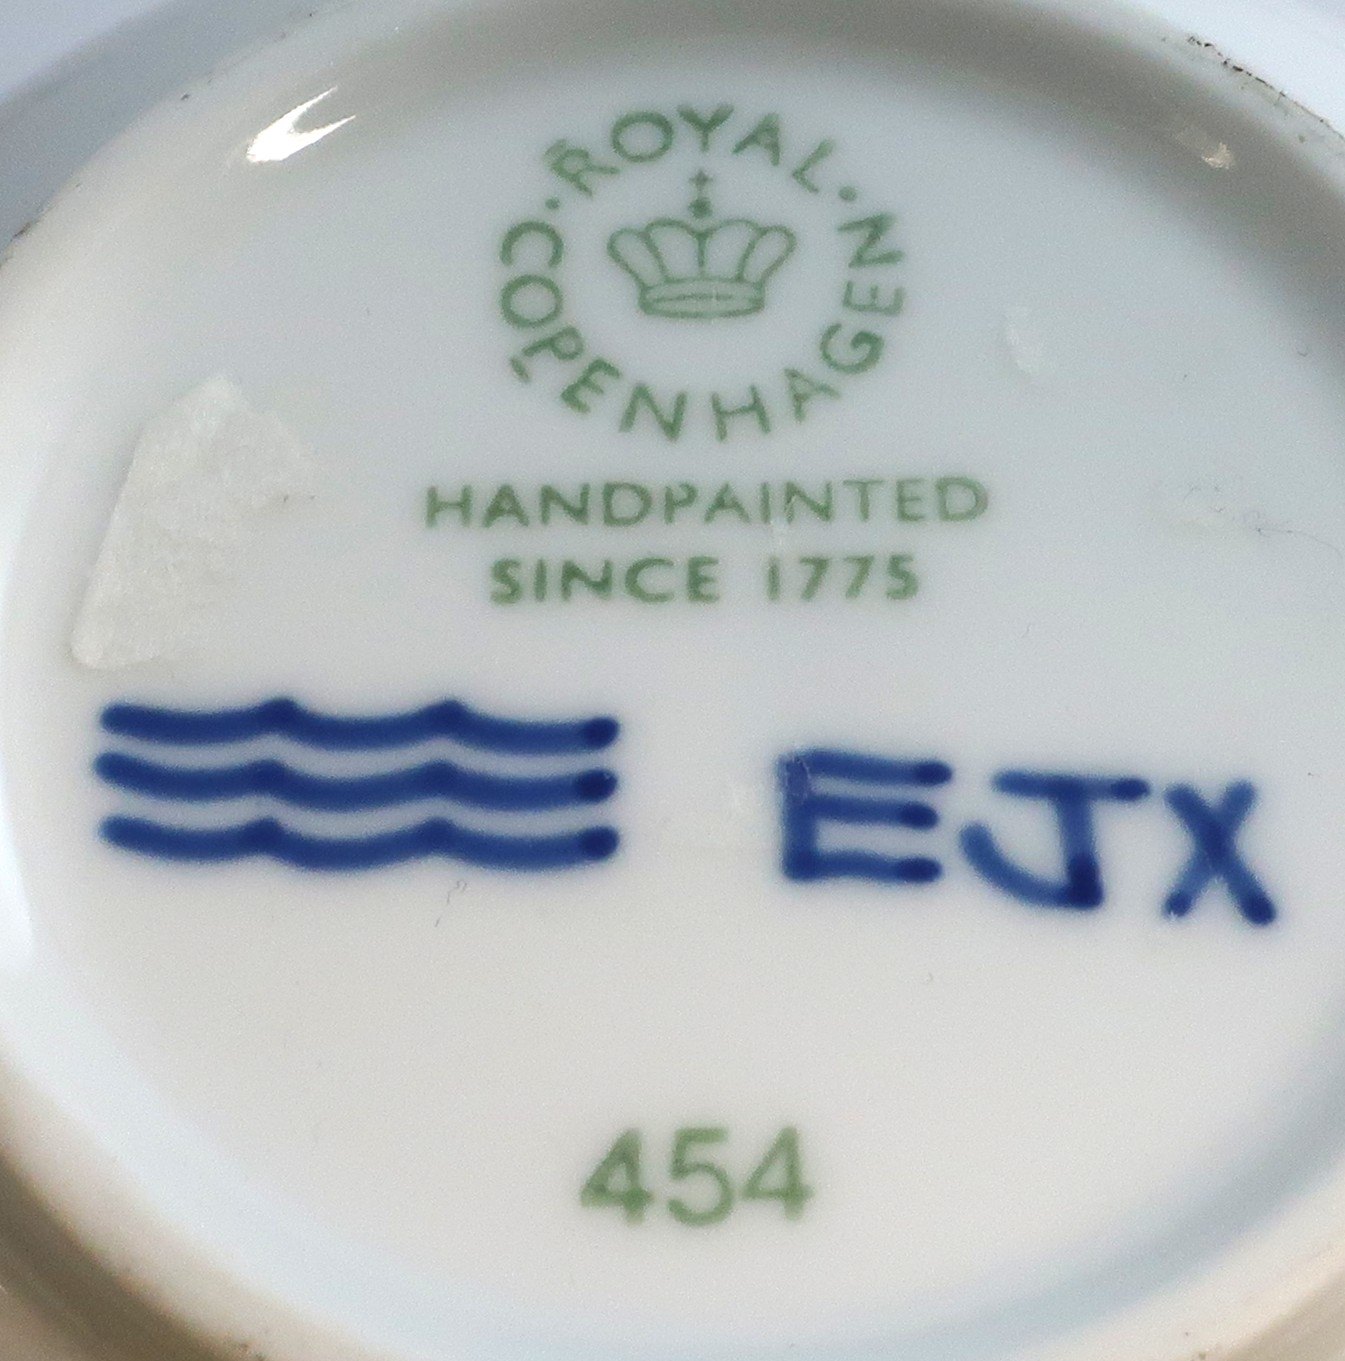 ROYAL · COPENHAGEN ·
HANDPAINTED
SINCE 1775
EJX
454